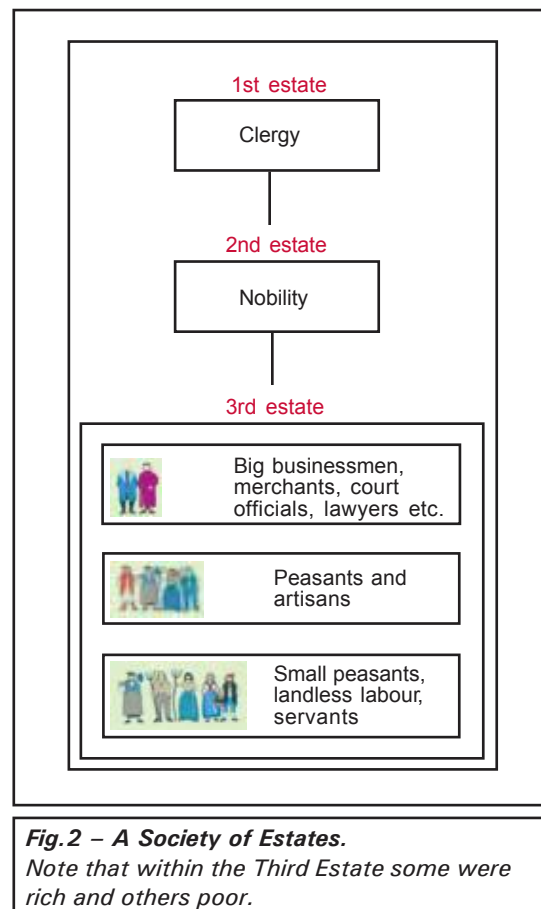 1st estate
Clergy
2nd estate
Nobility
3rd estate
Big businessmen,
merchants, court
officials, lawyers etc.
Peasants and
artisans
Small peasants,
landless labour,
servants
Fig.2 – A Society of Estates.
Note that within the Third Estate some were
rich and others poor.